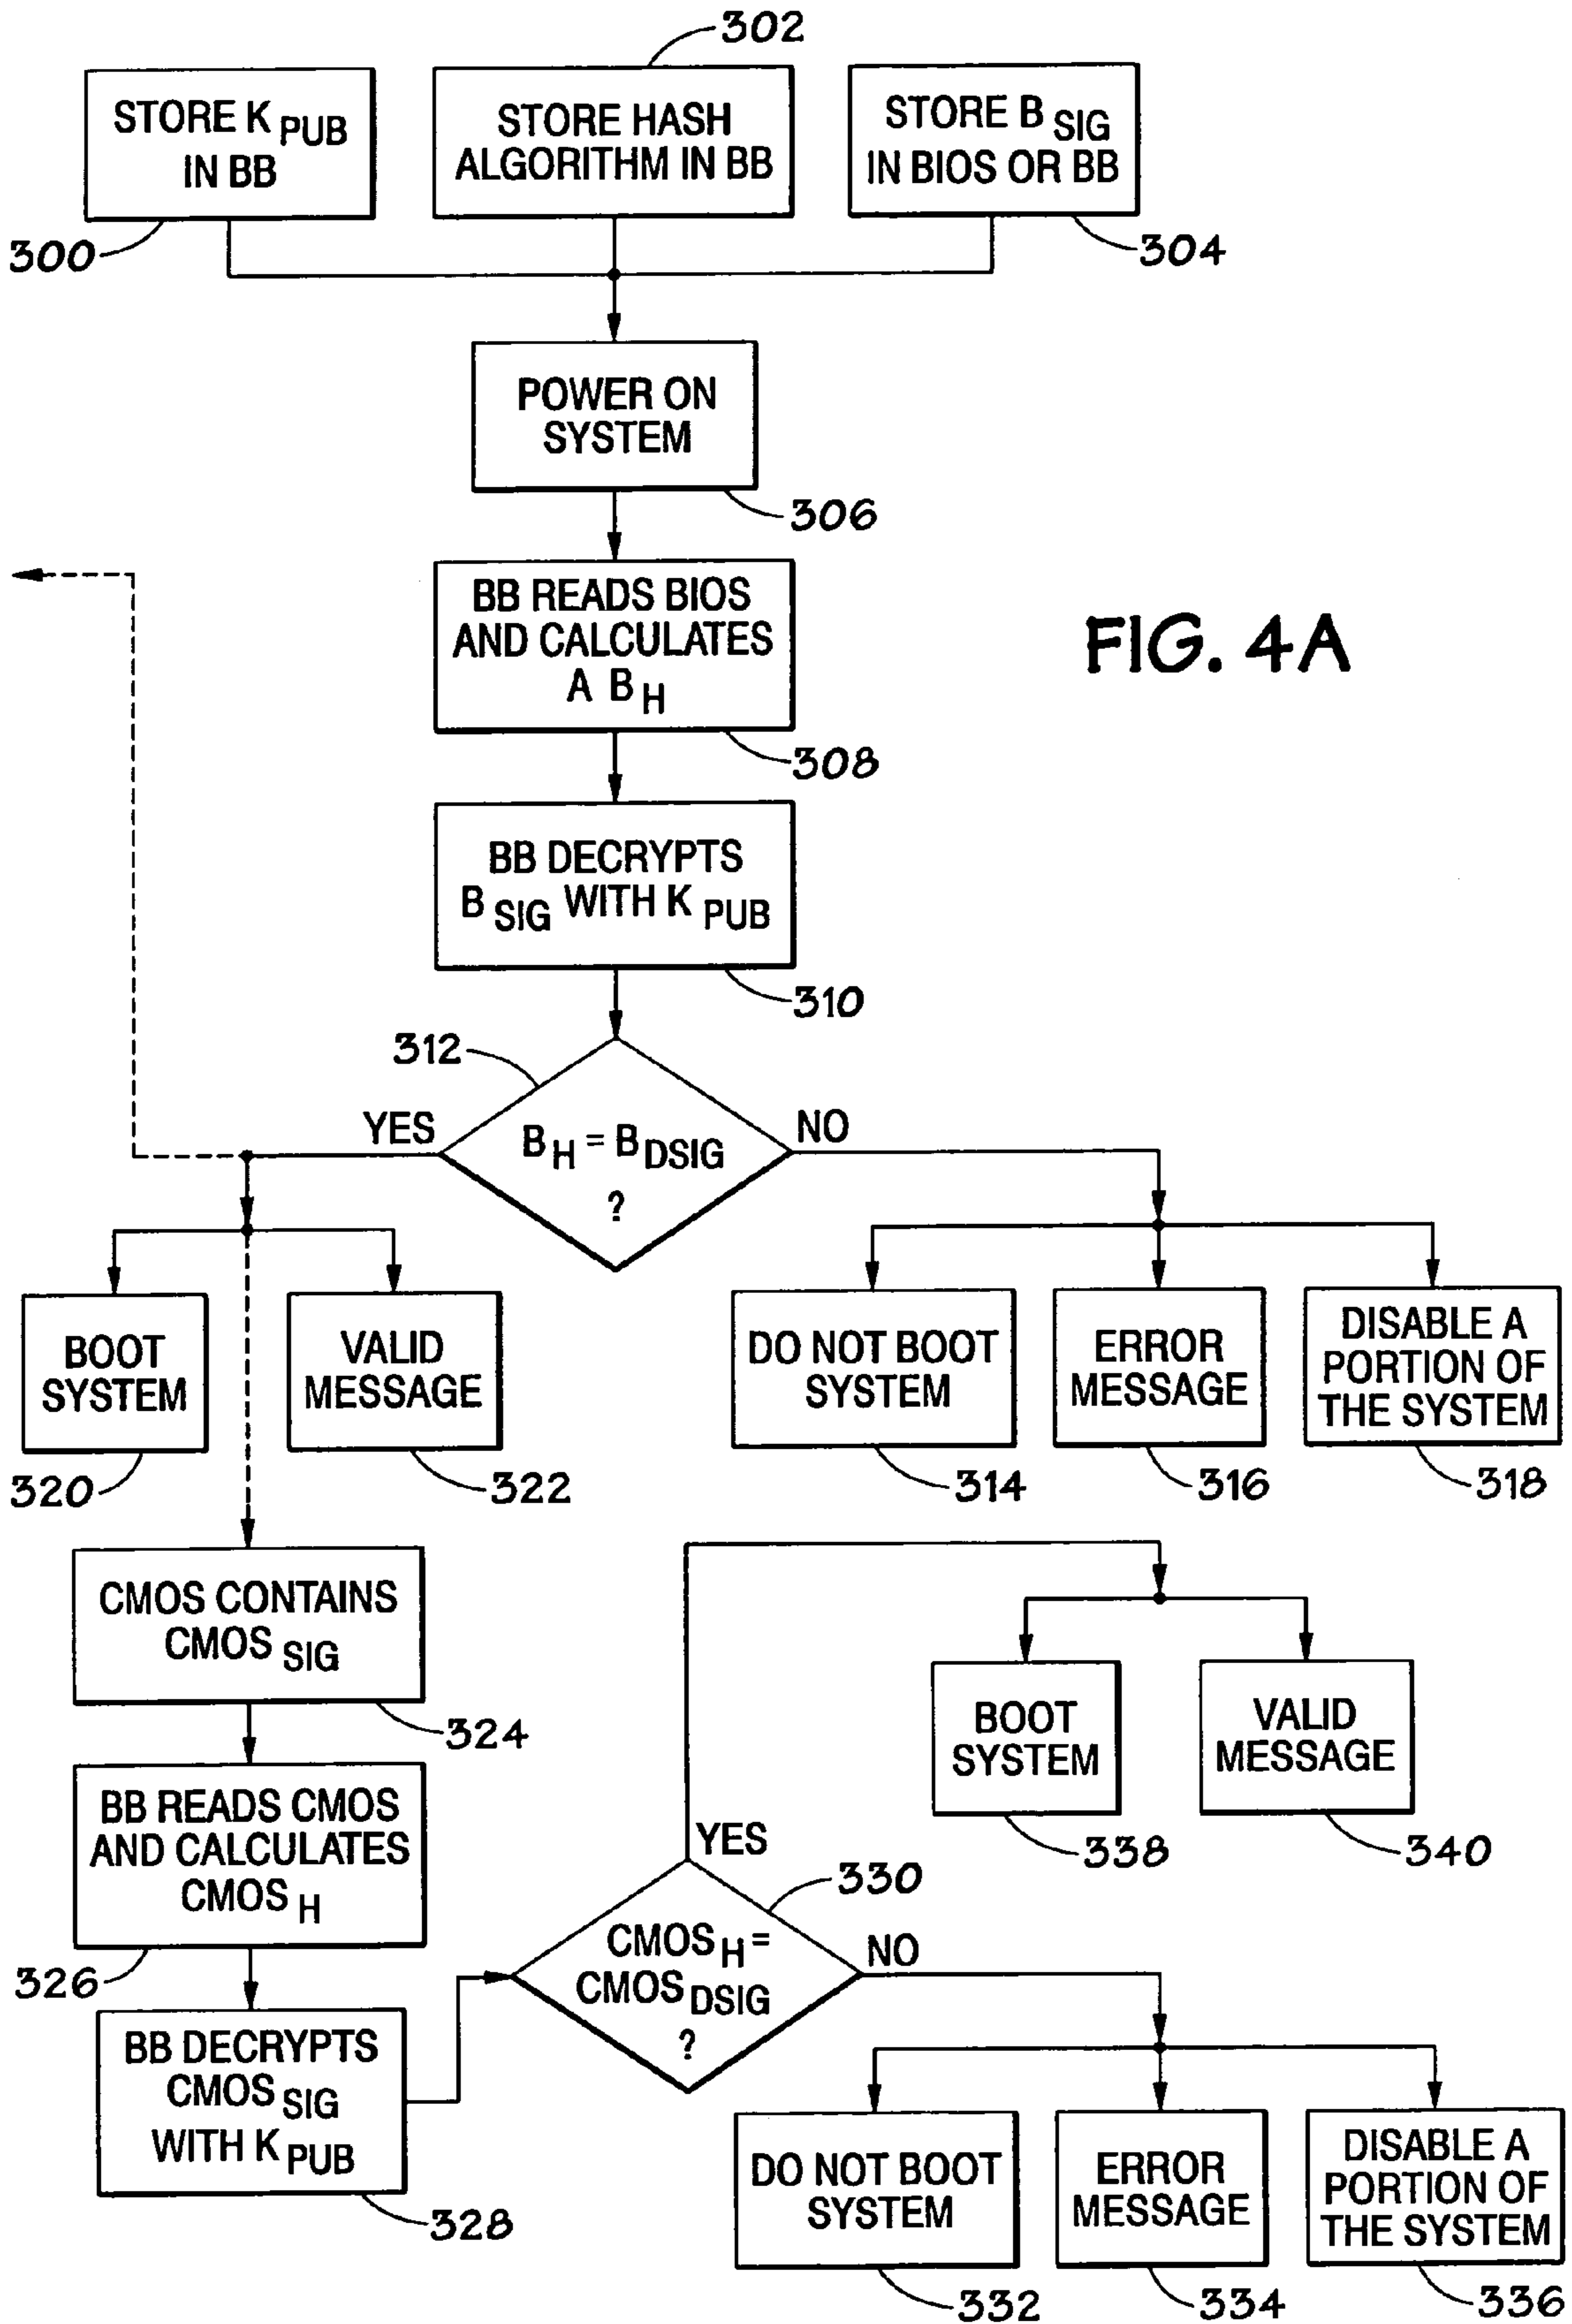 302
STORE K PUB
IN BB
300
STORE HASH
ALGORITHM IN BB
STORE B SIG
IN BIOS OR BB
304
POWER ON
SYSTEM
306
BB READS BIOS
AND CALCULATES
A B H
308
FIG. 4A
BB DECRYPTS
B SIG WITH K PUB
310
312
YES
B H = B DSIG
?
NO
BOOT
SYSTEM
320
VALID
MESSAGE
322
DO NOT BOOT
SYSTEM
314
ERROR
MESSAGE
316
DISABLE A
PORTION OF
THE SYSTEM
318
CMOS CONTAINS
CMOS SIG
324
BB READS CMOS
AND CALCULATES
CMOS H
326
BB DECRYPTS
CMOS SIG
WITH K PUB
328
YES
330
CMOS H =
CMOS DSIG
?
NO
BOOT
SYSTEM
338
VALID
MESSAGE
340
DO NOT BOOT
SYSTEM
332
ERROR
MESSAGE
334
DISABLE A
PORTION OF
THE SYSTEM
336